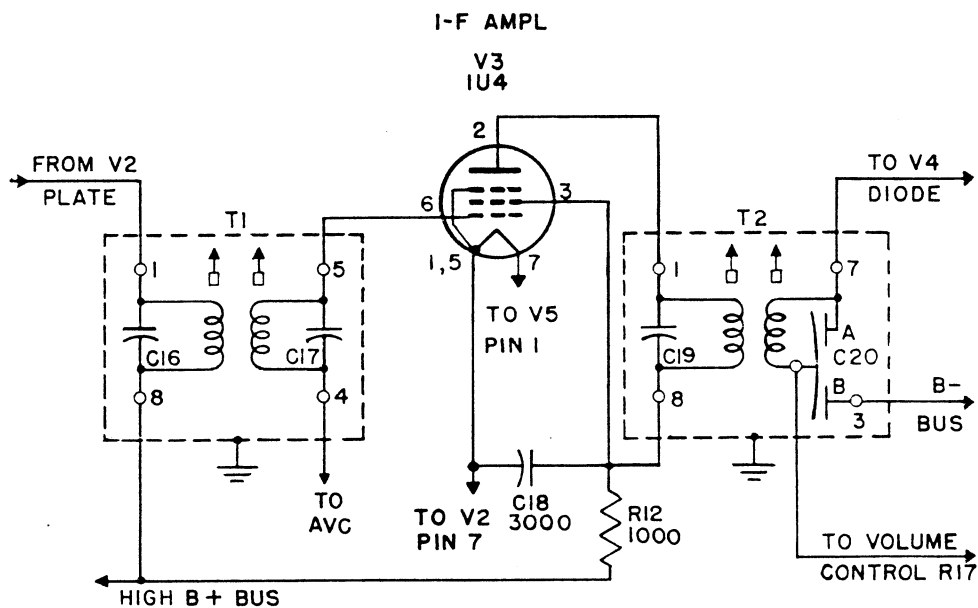 I-F AMPL
V3
1U4
2
FROM V2
PLATE
TO V4
DIODE
6
3
T1
T2
1,5
7
1
5
1
7
TO V5
PIN 1
A
C16
C17
C19
C20
B
B-
8
4
8
3
BUS
TO
AVC
C18
3000
TO V2
PIN 7
R12
1000
TO VOLUME
CONTROL R17
HIGH B+ BUS